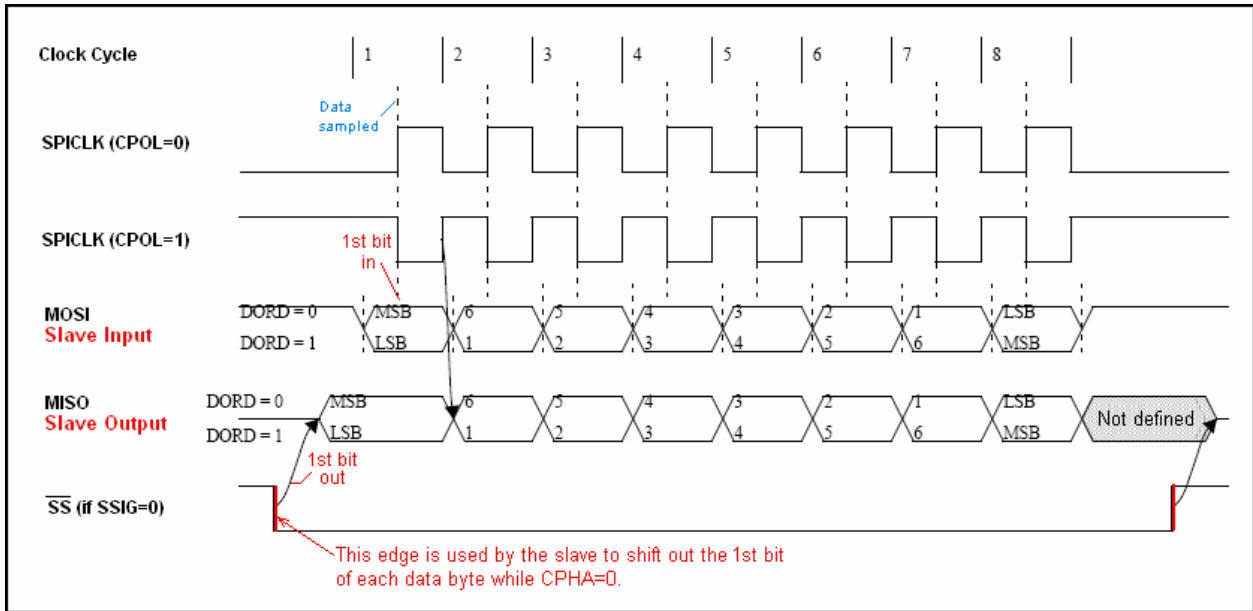 Clock Cycle 1 2 3 4 5 6 7 8
Data
sampled
SPICLK (CPOL=0)
SPICLK (CPOL=1)
1st bit
in
MOSI DORD = 0 MSB 6 5 4 3 2 1 LSB
Slave Input DORD = 1 LSB 1 2 3 4 5 6 MSB
MISO DORD = 0 MSB 6 5 4 3 2 1 LSB
Slave Output DORD = 1 LSB 1 2 3 4 5 6 MSB
Not defined
1st bit
out
SS (if SSIG=0)
This edge is used by the slave to shift out the 1st bit
of each data byte while CPHA=0.